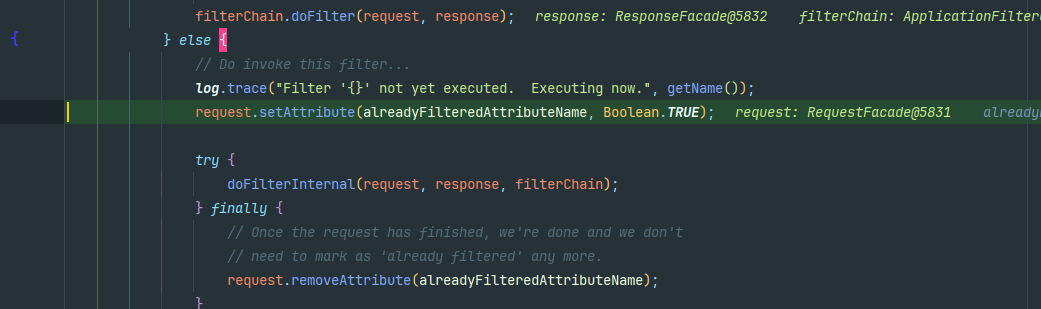 filterChain.doFilter(request, response);   response: ResponseFacade@5832    filterChain: ApplicationFilter
{ } else {
// Do invoke this filter...
log.trace("Filter '{}' not yet executed.  Executing now.", getName());
request.setAttribute(alreadyFilteredAttributeName, Boolean.TRUE);   request: RequestFacade@5831    already
try {
doFilterInternal(request, response, filterChain);
} finally {
// Once the request has finished, we're done and we don't
// need to mark as 'already filtered' any more.
request.removeAttribute(alreadyFilteredAttributeName);
}